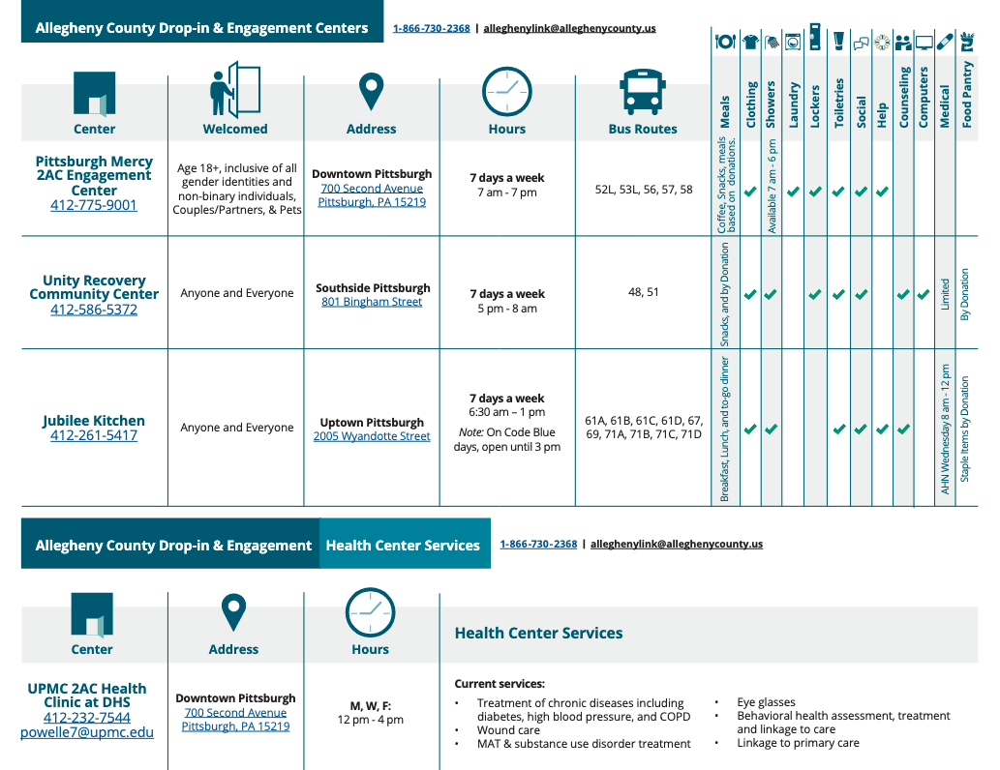 Allegheny County Drop-in & Engagement Centers
1-866-730-2368 | alleghenylink@alleghenycounty.us
Center
Welcomed
Address
Hours
Bus Routes
Meals
Clothing
Showers
Laundry
Lockers
Toiletries
Social
Help
Counseling
Computers
Medical
Food Pantry
Pittsburgh Mercy
2AC Engagement
Center
412-775-9001
Age 18+, inclusive of all
gender identities and
non-binary individuals,
Couples/Partners, & Pets
Downtown Pittsburgh
700 Second Avenue
Pittsburgh, PA 15219
7 days a week
7 am - 7 pm
52L, 53L, 56, 57, 58
Coffee, Snacks, meals
based on donations.
Available 7 am - 6 pm
Unity Recovery
Community Center
412-586-5372
Anyone and Everyone
Southside Pittsburgh
801 Bingham Street
7 days a week
5 pm - 8 am
48, 51
Snacks, and by Donation
Limited
By Donation
Jubilee Kitchen
412-261-5417
Anyone and Everyone
Uptown Pittsburgh
2005 Wyandotte Street
7 days a week
6:30 am – 1 pm
Note: On Code Blue
days, open until 3 pm
61A, 61B, 61C, 61D, 67,
69, 71A, 71B, 71C, 71D
Breakfast, Lunch, and to-go dinner
AHN Wednesday 8 am - 12 pm
Staple Items by Donation
Allegheny County Drop-in & Engagement Health Center Services
1-866-730-2368 | alleghenylink@alleghenycounty.us
Center
Address
Hours
Health Center Services
UPMC 2AC Health
Clinic at DHS
412-232-7544
powelle7@upmc.edu
Downtown Pittsburgh
700 Second Avenue
Pittsburgh, PA 15219
M, W, F:
12 pm - 4 pm
Current services:
• Treatment of chronic diseases including
diabetes, high blood pressure, and COPD
• Wound care
• MAT & substance use disorder treatment
• Eye glasses
• Behavioral health assessment, treatment
and linkage to care
• Linkage to primary care